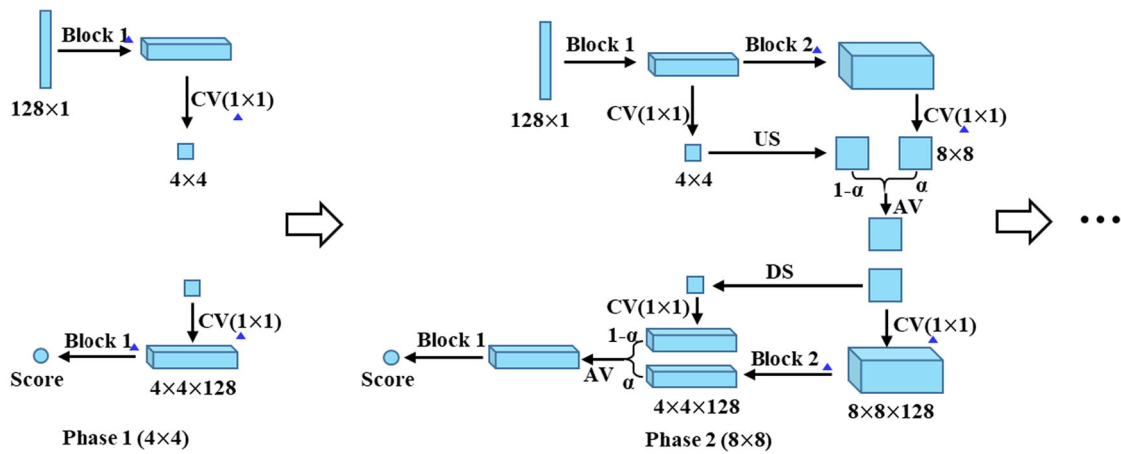 Block 1
128×1
CV(1×1)
4×4
CV(1×1)
Block 1
Score
4×4×128
Phase 1 (4×4)
Block 1
Block 2
128×1
CV(1×1)
CV(1×1)
US
4×4
8×8
1-α
α
AV
DS
CV(1×1)
CV(1×1)
1-α
Block 1
AV
α
Block 2
Score
4×4×128
8×8×128
Phase 2 (8×8)
•••